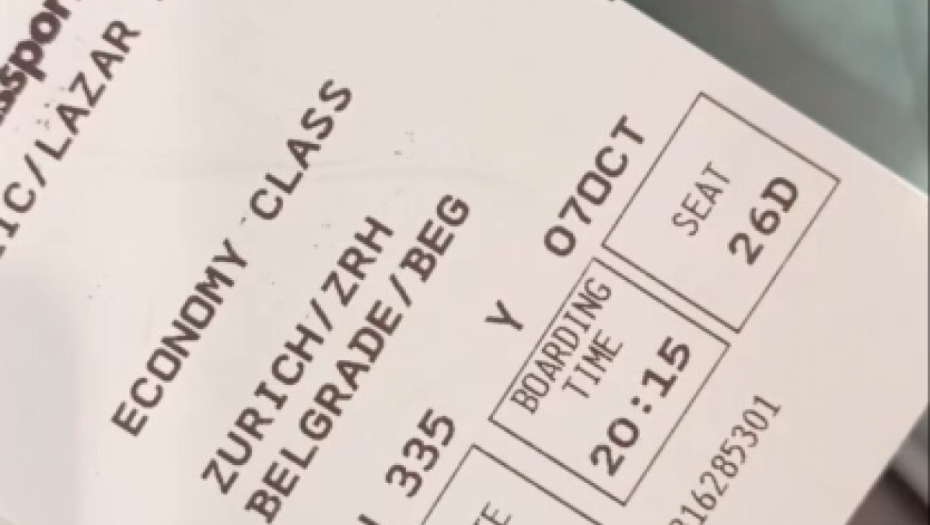 IC/LAZAR
ECONOMY CLASS
ZURICH/ZRH
BELGRADE/BEG
335 Y 07OCT
BOARDING
TIME
20:15
SEAT
26D
16285301